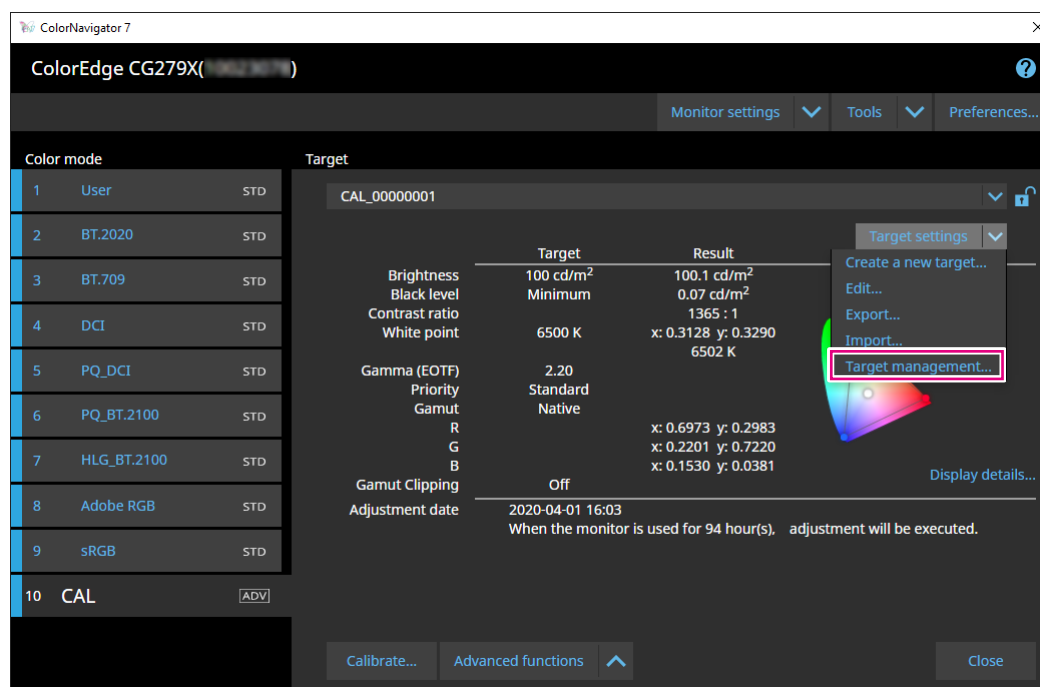 ColorNavigator 7
ColorEdge CG279X( )
Monitor settings Tools Preferences...
Color mode
1 User STD
2 BT.2020 STD
3 BT.709 STD
4 DCI STD
5 PQ_DCI STD
6 PQ_BT.2100 STD
7 HLG_BT.2100 STD
8 Adobe RGB STD
9 sRGB STD
10 CAL ADV
Target
CAL_00000001
Target settings
Create a new target...
Edit...
Export...
Import...
Target management...
Target Result
Brightness 100 cd/m² 100.1 cd/m²
Black level Minimum 0.07 cd/m²
Contrast ratio 1365 : 1
White point 6500 K x: 0.3128 y: 0.3290
6502 K
Gamma (EOTF) 2.20
Priority Standard
Gamut Native
R x: 0.6973 y: 0.2983
G x: 0.2201 y: 0.7220
B x: 0.1530 y: 0.0381
Gamut Clipping Off
Display details...
Adjustment date 2020-04-01 16:03
When the monitor is used for 94 hour(s), adjustment will be executed.
Calibrate... Advanced functions Close